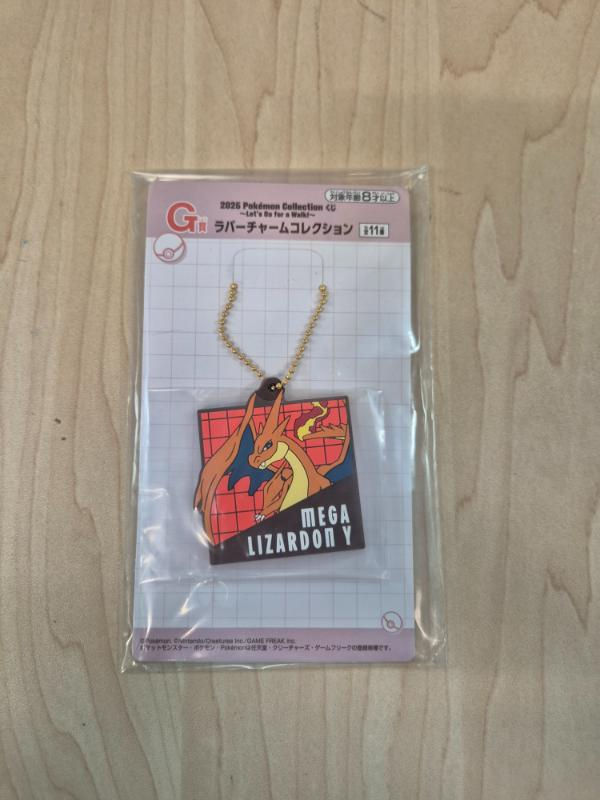 対象年齢8才以上
2026 Pokémon Collection くじ
～Let's Go for a Walk!～
G賞 ラバーチャームコレクション 全11種
MEGA
LIZARDON Y
©Pokémon. ©Nintendo/Creatures Inc./GAME FREAK inc.
ポケットモンスター・ポケモン・Pokémonは任天堂・クリーチャーズ・ゲームフリークの登録商標です。